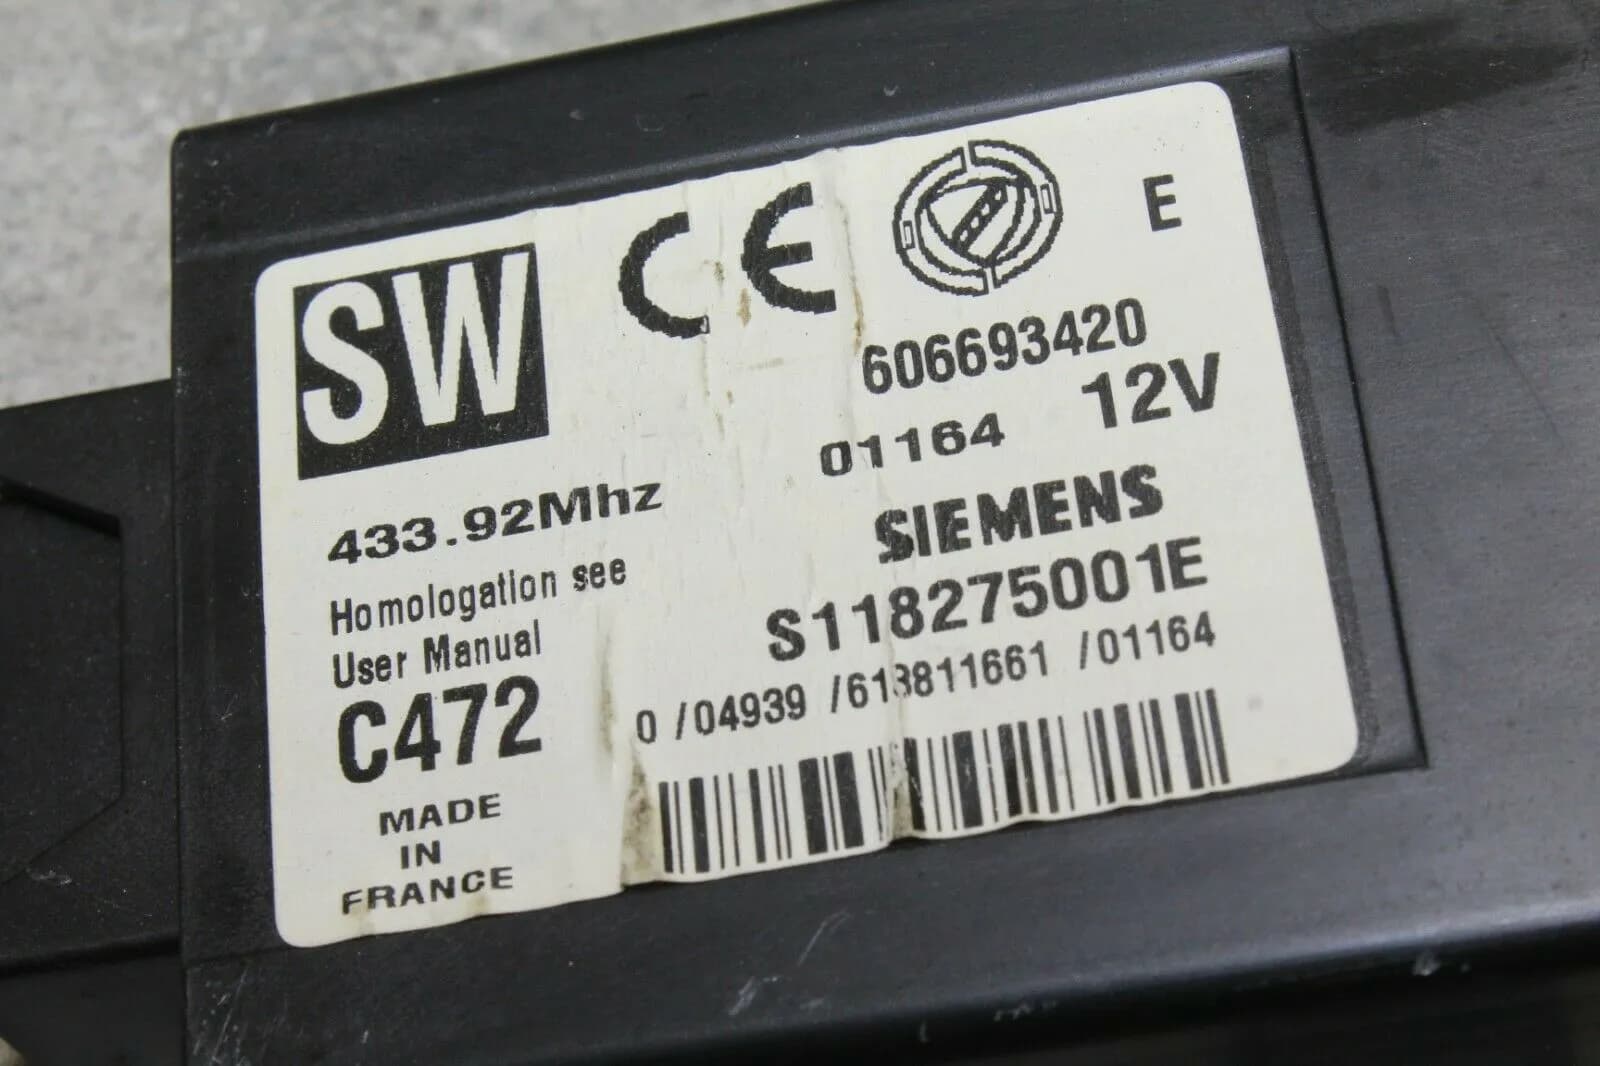 SW
CE
E
606693420
01164 12V
433.92Mhz
SIEMENS
Homologation see
User Manual
S118275001E
C472
0 /04939 /618811661 /01164
MADE
IN
FRANCE